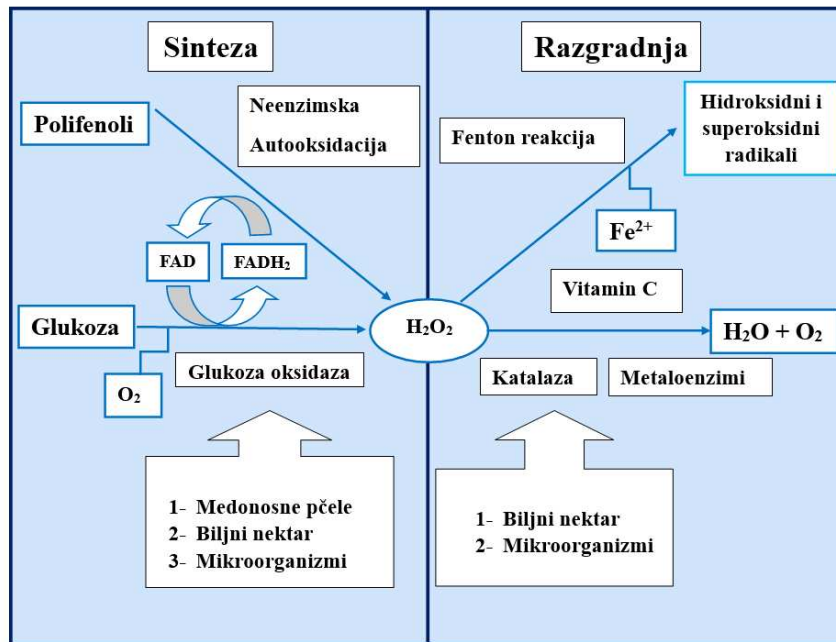 Sinteza
Polifenoli
Neenzimska
Autooksidacija
FAD
FADH₂
Glukoza
O₂
Glukoza oksidaza
1- Medonosne pčele
2- Biljni nektar
3- Mikroorganizmi
H₂O₂
Razgradnja
Fenton reakcija
Hidroksidni i
superoksidni
radikali
Fe²⁺
Vitamin C
H₂O + O₂
Katalaza
Metaloenzimi
1- Biljni nektar
2- Mikroorganizmi